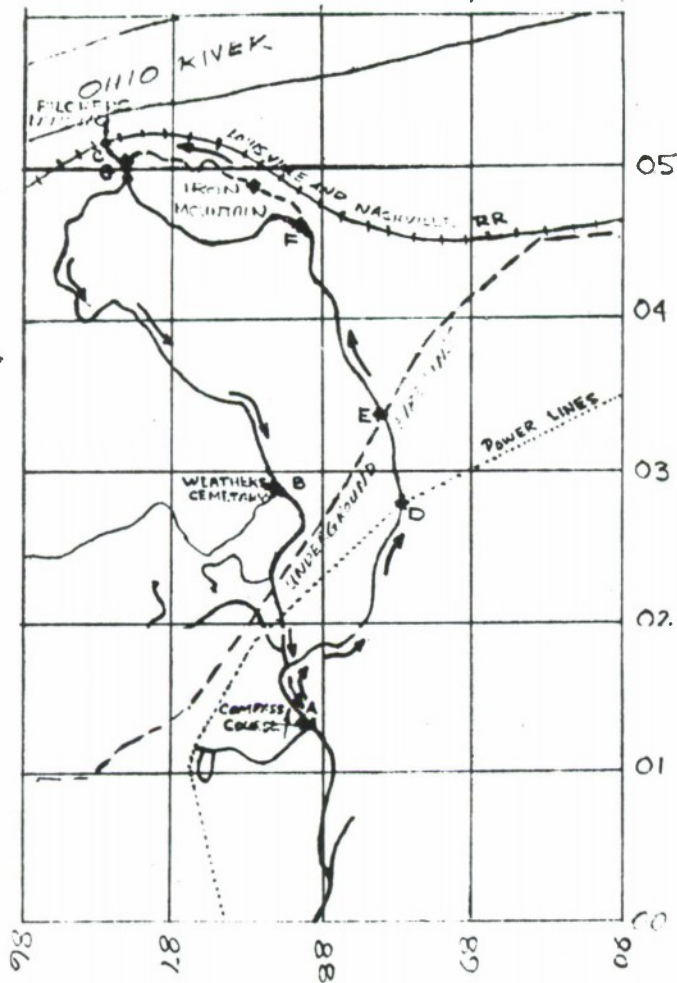 OHIO RIVER
C
LOUISVILLE AND NASHVILLE RR
05
IRON
MOUNTAIN
F
04
E
POWER LINES
03
WEATHERS
CEMETARY
B
UNDERGROUND
D
02
COMPASS
COURSE
A
01
00
86
87
88
89
90